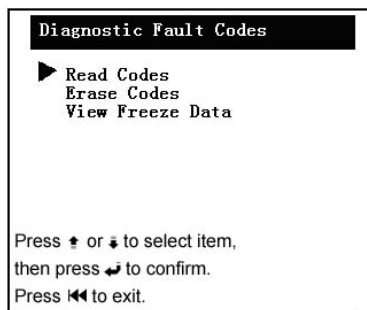 Diagnostic Fault Codes
Read Codes
Erase Codes
View Freeze Data
Press ⬆ or ⬇ to select item,
then press ↵ to confirm.
Press ⏮ to exit.